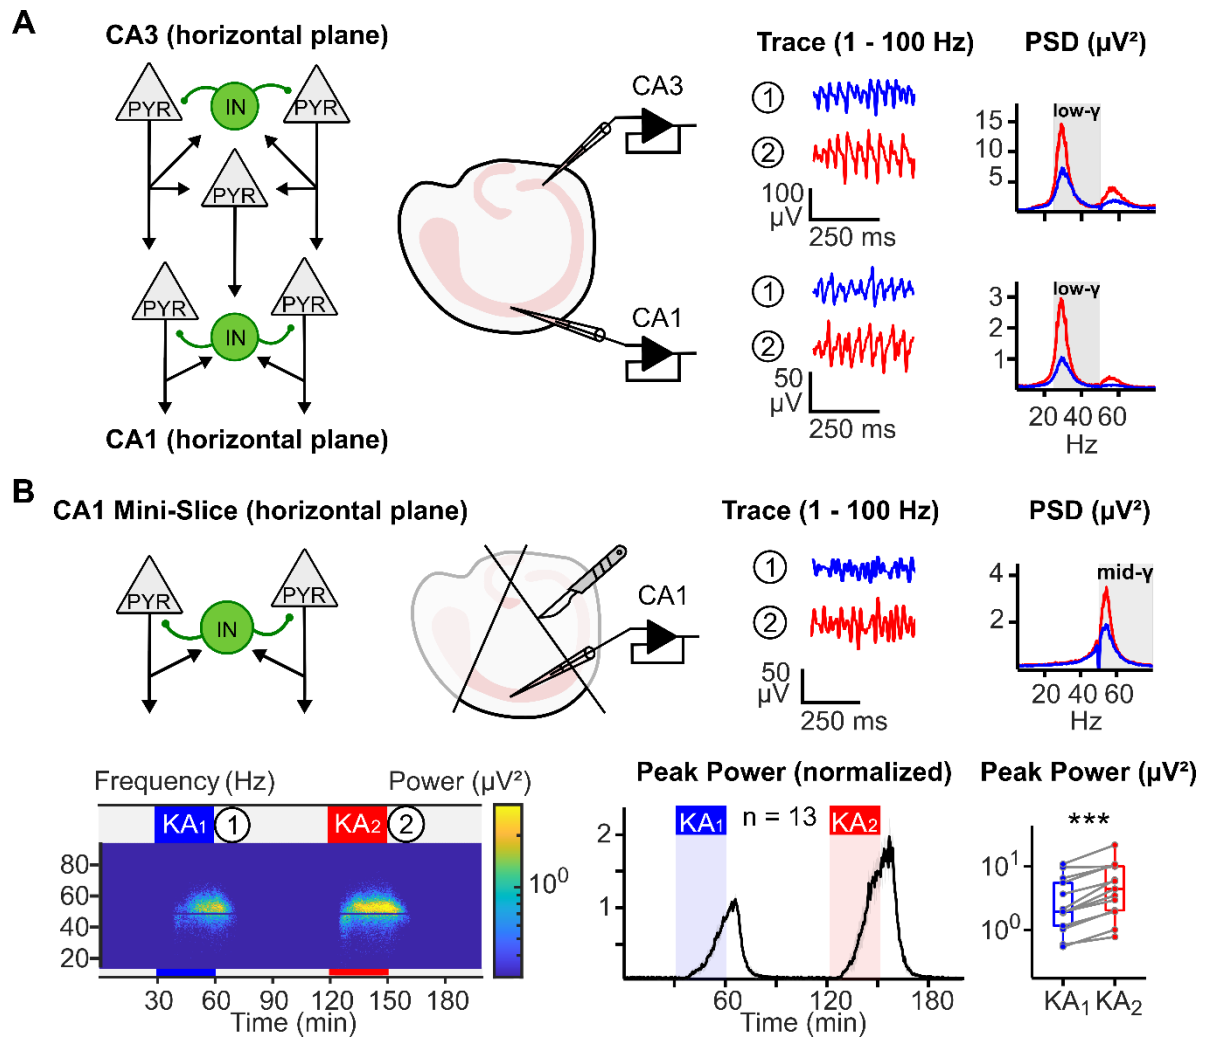 A
CA3 (horizontal plane)
PYR
IN
PYR
PYR
PYR
IN
PYR
CA1 (horizontal plane)
CA3
CA1
Trace (1 - 100 Hz)
1
2
100
µV
250 ms
1
2
50
µV
250 ms
PSD (µV²)
low-γ
15
10
5
low-γ
3
2
1
20 40 60
Hz
B
CA1 Mini-Slice (horizontal plane)
PYR
IN
PYR
CA1
Trace (1 - 100 Hz)
1
2
50
µV
250 ms
PSD (µV²)
mid-γ
4
2
20 40 60
Hz
Frequency (Hz)
Power (µV²)
KA₁ 1
KA₂ 2
80
60
40
20
10⁰
30 60 90 120 150 180
Time (min)
Peak Power (normalized)
KA₁ n = 13 KA₂
2
1
60 120 180
Time (min)
Peak Power (µV²)
***
10¹
10⁰
KA₁ KA₂